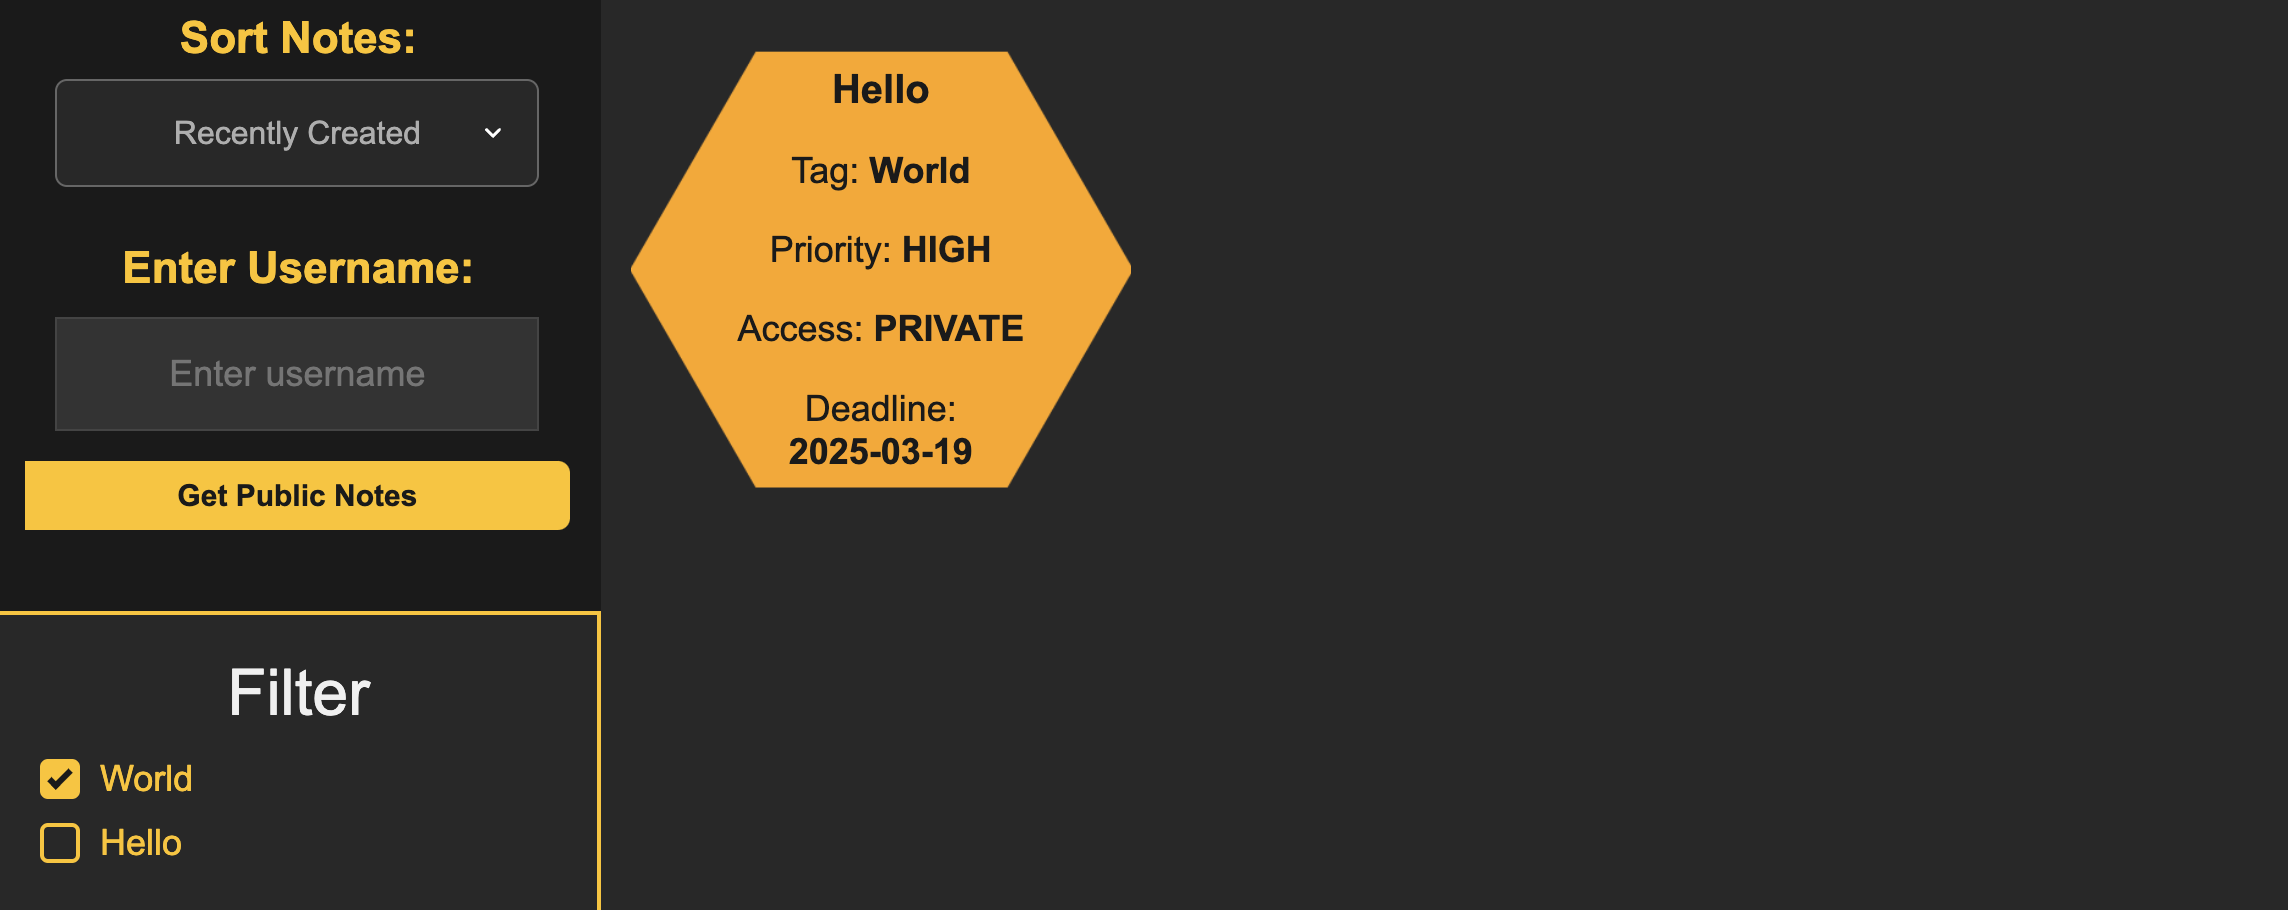 Sort Notes:
Recently Created
Enter Username:
Enter username
Get Public Notes
Filter
World
Hello
Hello
Tag: World
Priority: HIGH
Access: PRIVATE
Deadline:
2025-03-19